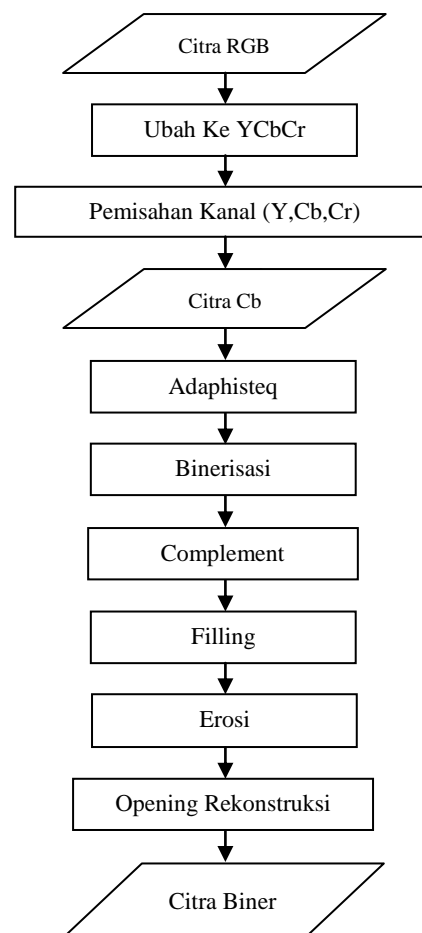 Citra RGB
Ubah Ke YCbCr
Pemisahan Kanal (Y,Cb,Cr)
Citra Cb
Adaphisteq
Binerisasi
Complement
Filling
Erosi
Opening Rekonstruksi
Citra Biner